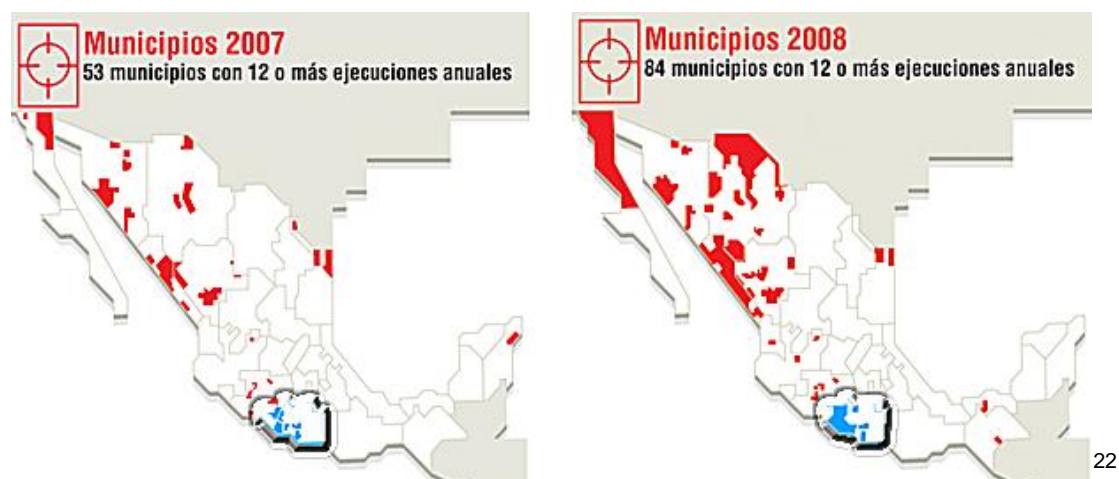 Municipios 2007
53 municipios con 12 o más ejecuciones anuales
Municipios 2008
84 municipios con 12 o más ejecuciones anuales
22